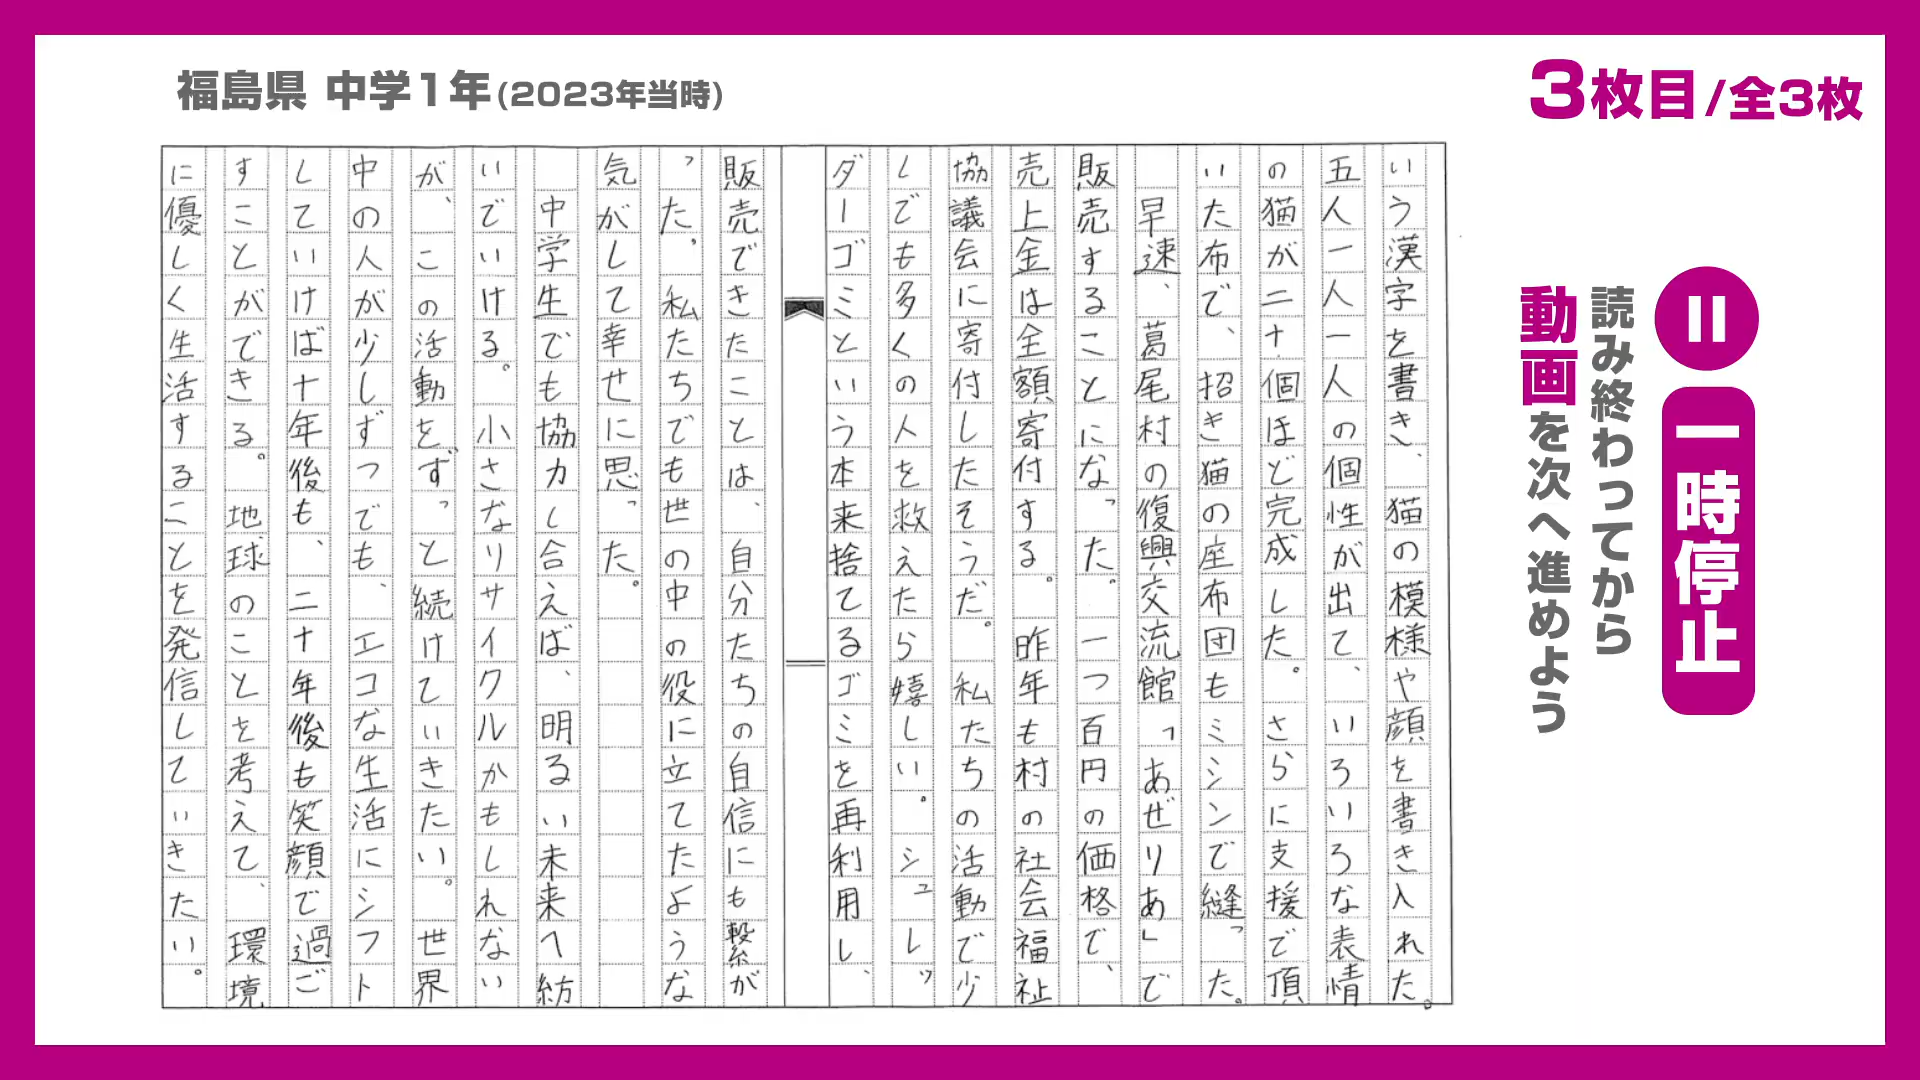 福島県 中学1年(2023年当時)
3枚目/全3枚
一時停止
読み終わってから
動画を次へ進めよう
いう漢字を書き、猫の模様や顔を書き入れた。
五人一人一人の個性が出て、いろいろな表情
の猫が二十個ほど完成した。さらに支援で頂
いた布で、招き猫の座布団もミシンで縫った。
早速、葛尾村の復興交流館「あぜりあ」で
販売することになった。一つ百円の価格で、
売上金は全額寄付する。昨年も村の社会福祉
協議会に寄付したそうだ。私たちの活動で少
しでも多くの人を救えたら嬉しい。シュレッ
ダーゴミという本来捨てるゴミを再利用し、
販売できたことは、自分たちの自信にも繋が
った。私たちでも世の中の役に立てたような
気がして幸せに思った。
中学生でも協力し合えば、明るい未来へ紡
いでいける。小さなリサイクルかもしれない
が、この活動を、ずっと続けていきたい。世界
中の人が少しずつでも、エコな生活にシフト
していけば十年後も、二十年後も笑顔で過ご
すことができる。地球のことを考えて、環境
に優しく生活することを発信していきたい。